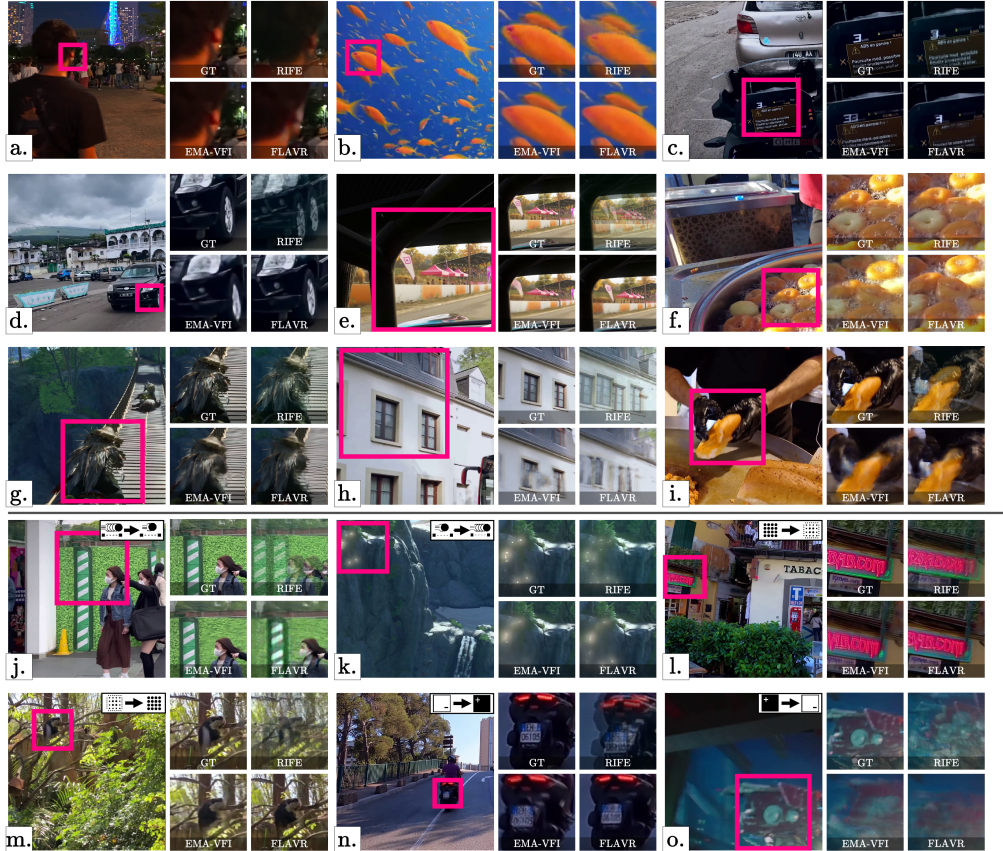 GT RIFE
EMA-VFI FLAVR
a.
GT RIFE
EMA-VFI FLAVR
b.
ABS en panne !
GT RIFE
EMA-VFI FLAVR
c.
GT RIFE
EMA-VFI FLAVR
d.
GT RIFE
EMA-VFI FLAVR
e.
GT RIFE
EMA-VFI FLAVR
f.
GT RIFE
EMA-VFI FLAVR
g.
GT RIFE
EMA-VFI FLAVR
h.
GT RIFE
EMA-VFI FLAVR
i.
GT RIFE
EMA-VFI FLAVR
j.
GT RIFE
EMA-VFI FLAVR
k.
TABAC
GT RIFE
EMA-VFI FLAVR
l.
GT RIFE
EMA-VFI FLAVR
m.
GT RIFE
EMA-VFI FLAVR
n.
GT RIFE
EMA-VFI FLAVR
o.